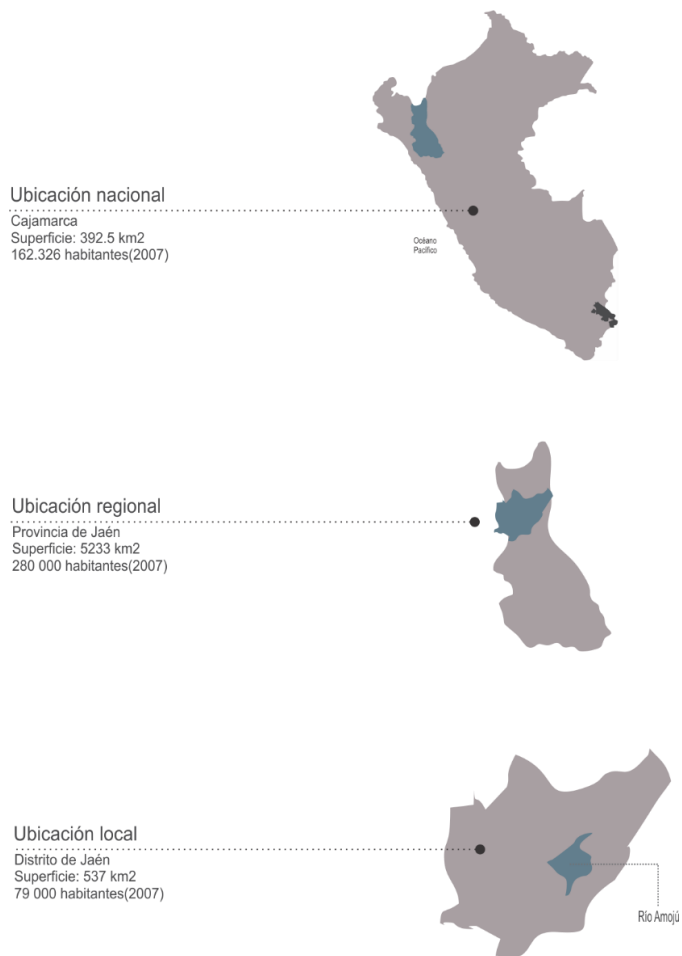 Ubicación nacional
Cajamarca
Superficie: 392.5 km2
162.326 habitantes(2007)
Océano
Pacífico
Ubicación regional
Provincia de Jaén
Superficie: 5233 km2
280 000 habitantes(2007)
Ubicación local
Distrito de Jaén
Superficie: 537 km2
79 000 habitantes(2007)
Río Amojú